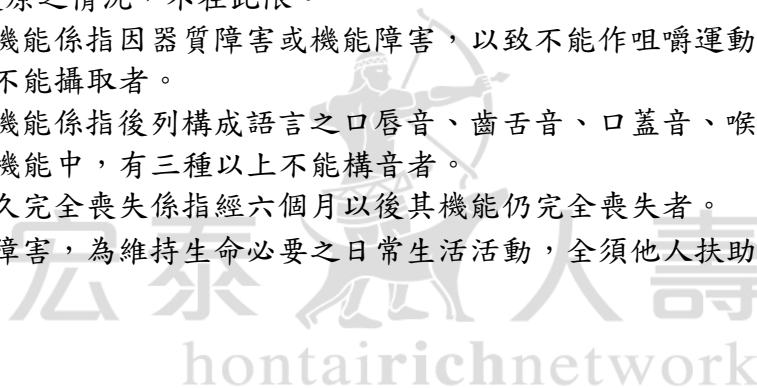 復原之情況，不在此限。
機能係指因器質障害或機能障害，以致不能作咀嚼運動
不能攝取者。
機能係指後列構成語言之口唇音、齒舌音、口蓋音、喉
機能中，有三種以上不能構音者。
久完全喪失係指經六個月以後其機能仍完全喪失者。
障害，為維持生命必要之日常生活活動，全須他人扶助
宏泰人壽
hontairichnetwork